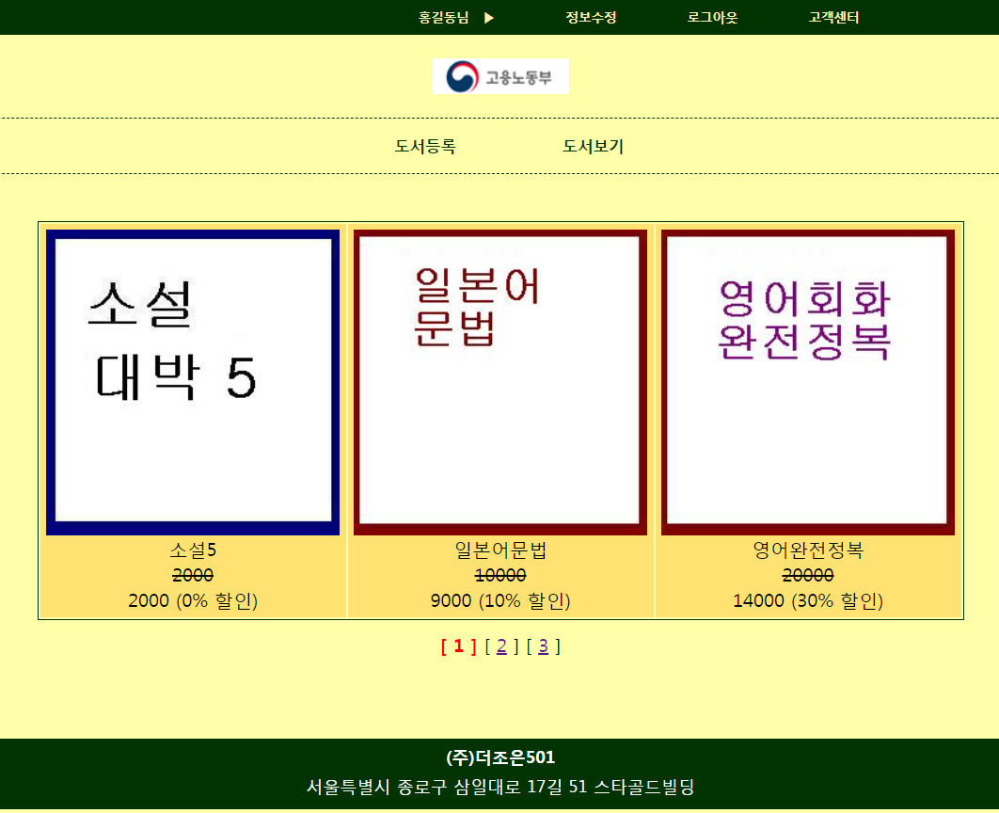 홍길동님 ▶ 정보수정 로그아웃 고객센터
고용노동부
도서등록 도서보기
소설
대박 5
일본어
문법
영어회화
완전정복
소설5
2000
2000 (0% 할인)
일본어문법
10000
9000 (10% 할인)
영어완전정복
20000
14000 (30% 할인)
[ 1 ] [ 2 ] [ 3 ]
(주)더조은501
서울특별시 종로구 삼일대로 17길 51 스타골드빌딩